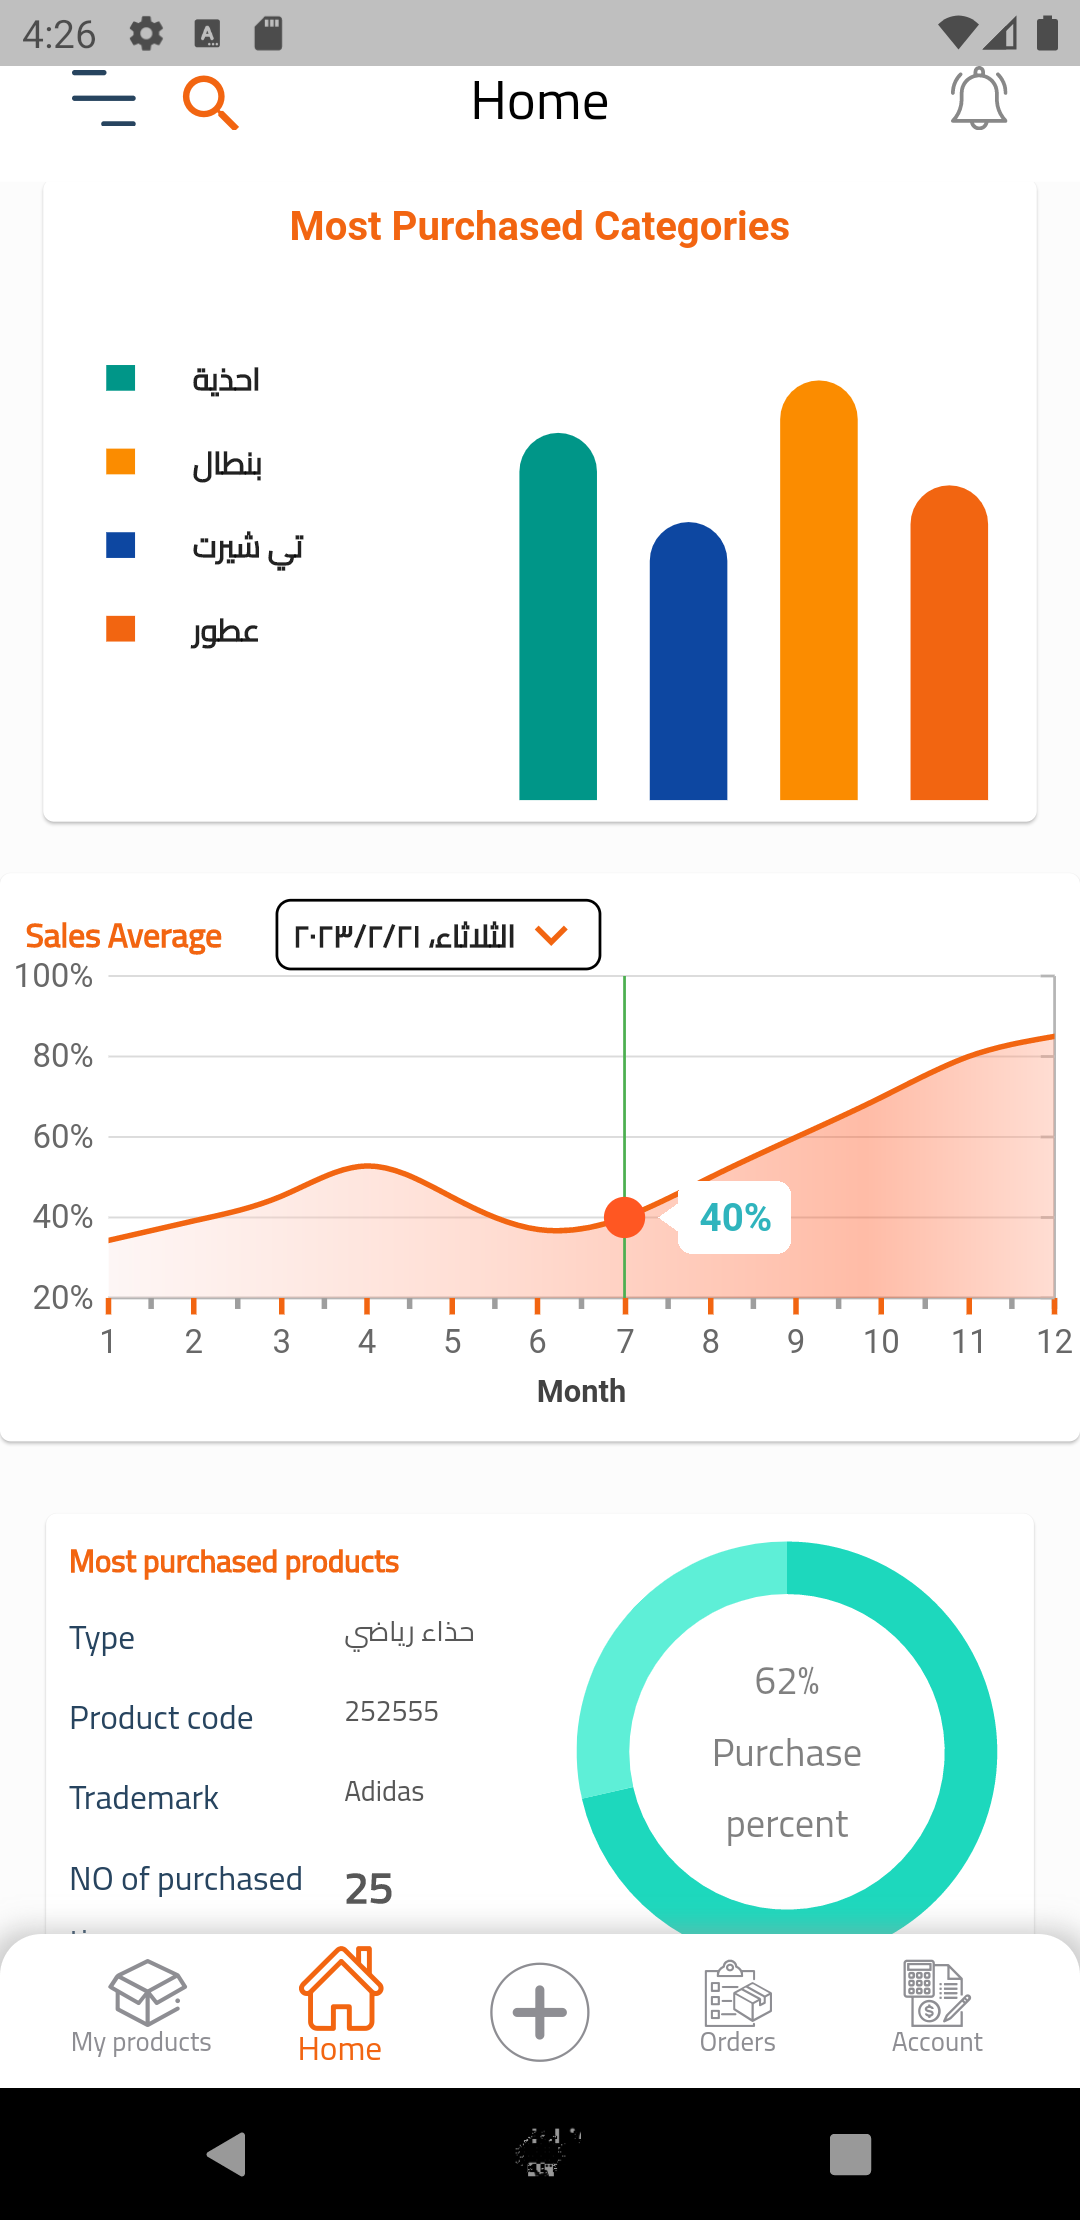 4:26
Home
Most Purchased Categories
احذية
بنطال
تي شيرت
عطور
Sales Average
الثلاثاء، ٢٠٢٣/٢/٢١
100%
80%
60%
40%
20%
40%
1 2 3 4 5 6 7 8 9 10 11 12
Month
Most purchased products
Type حذاء رياضي
Product code 252555
Trademark Adidas
NO of purchased 25
62%
Purchase
percent
My products
Home
Orders
Account